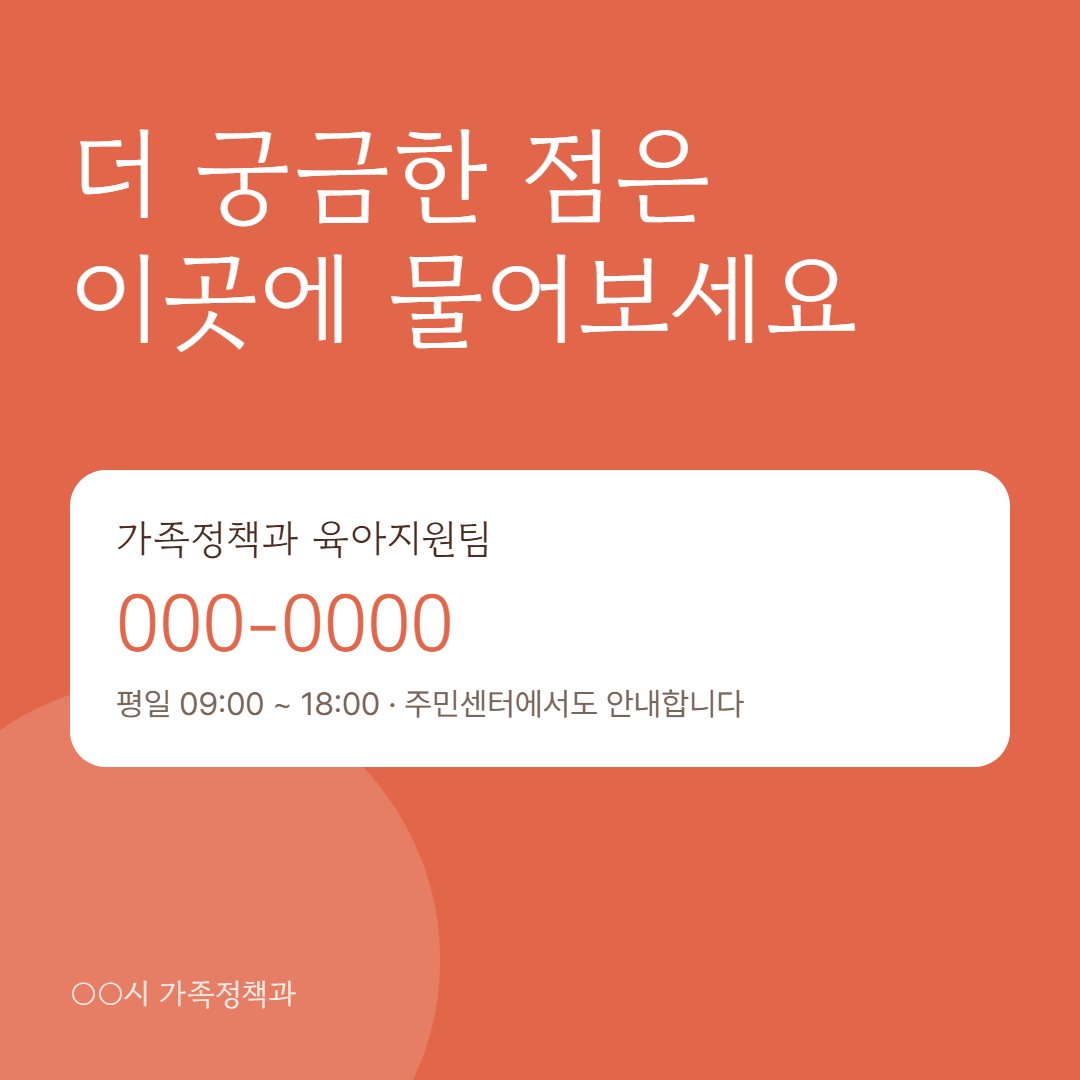 더 궁금한 점은
이곳에 물어보세요
가족정책과 육아지원팀
000-0000
평일 09:00 ~ 18:00 · 주민센터에서도 안내합니다
○○시 가족정책과